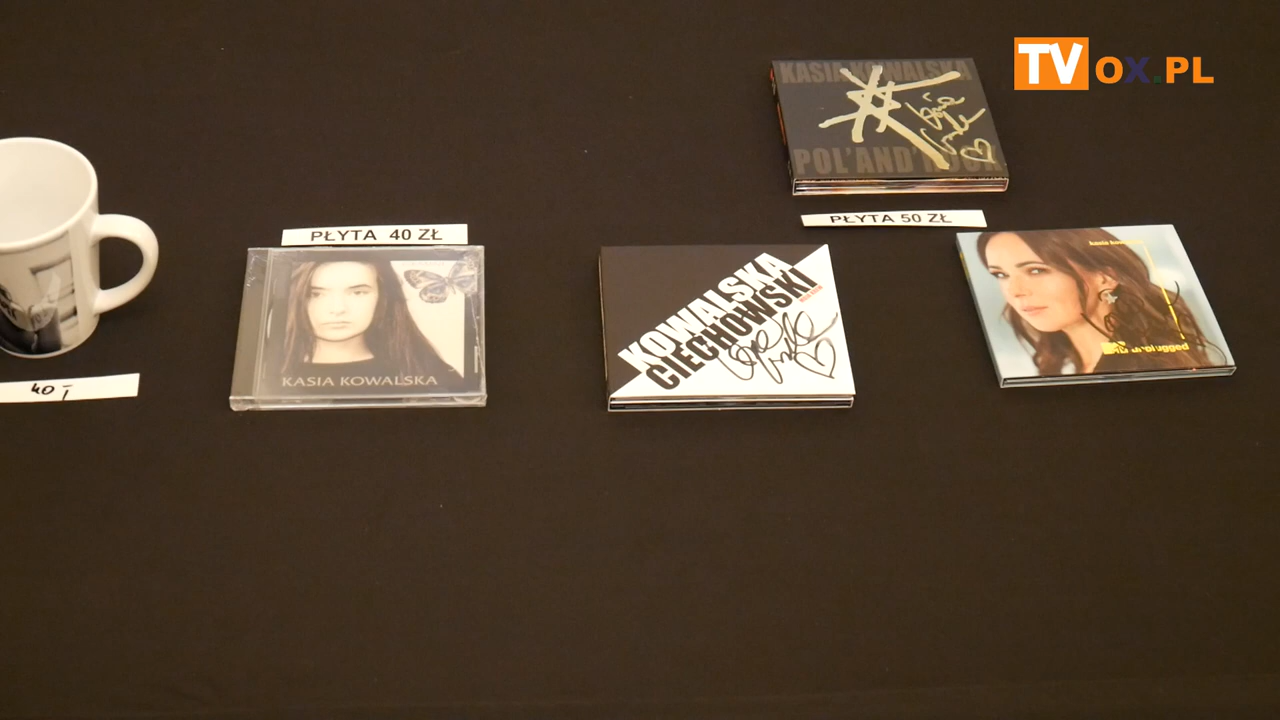 TVOX.PL
KASIA KOWALSKA
POL'AND'ROCK
PŁYTA 50 ZŁ
PŁYTA 40 ZŁ
KASIA KOWALSKA
KOWALSKA
CIECHOWSKI
unplugged
40